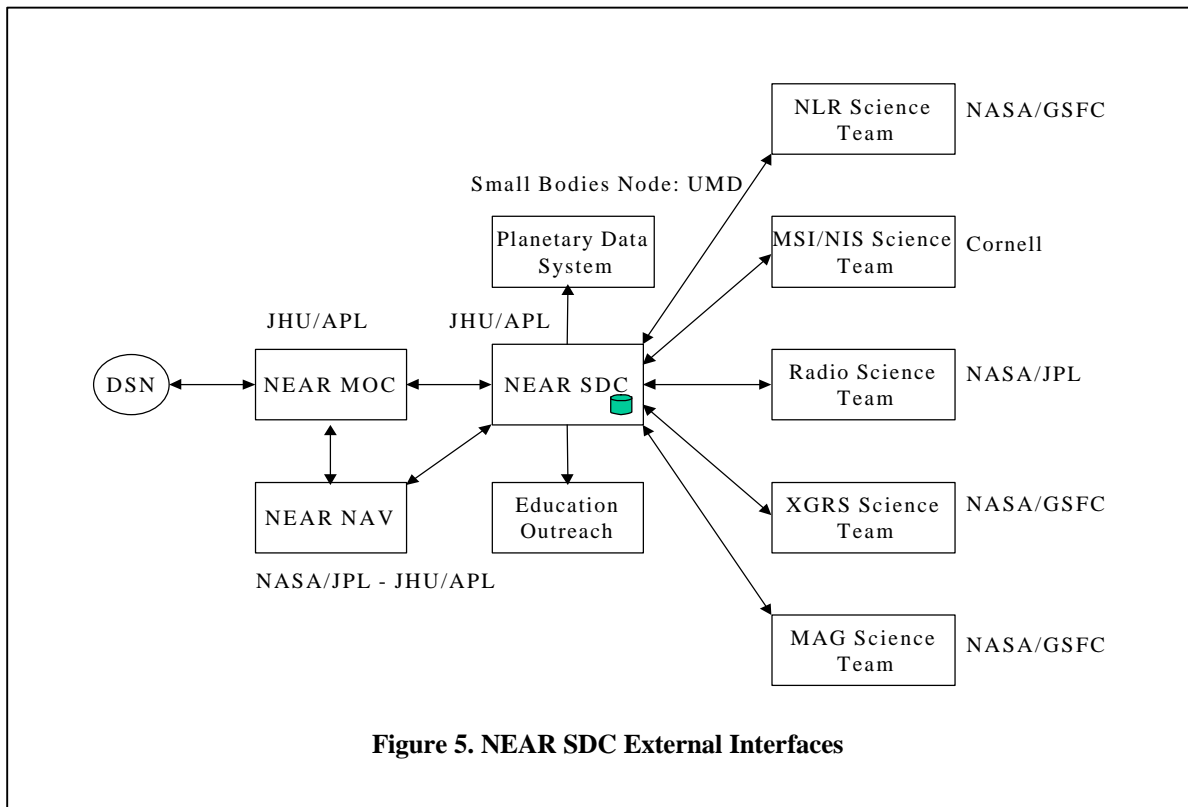 NLR Science
Team
NASA/GSFC
Small Bodies Node: UMD
Planetary Data
System
MSI/NIS Science
Team
Cornell
JHU/APL
JHU/APL
DSN
NEAR MOC
NEAR SDC
Radio Science
Team
NASA/JPL
NEAR NAV
Education
Outreach
XGRS Science
Team
NASA/GSFC
NASA/JPL - JHU/APL
MAG Science
Team
NASA/GSFC
Figure 5. NEAR SDC External Interfaces